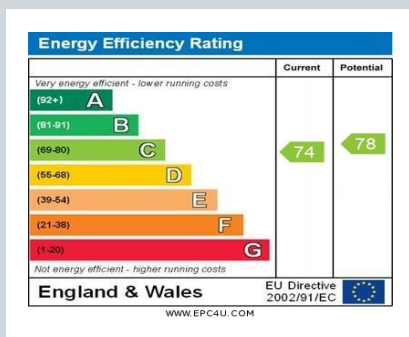 Energy Efficiency Rating
Current Potential
Very energy efficient - lower running costs
(92+) A
(81-91) B
(69-80) C 74 78
(55-68) D
(39-54) E
(21-38) F
(1-20) G
Not energy efficient - higher running costs
England & Wales
EU Directive
2002/91/EC
WWW.EPC4U.COM